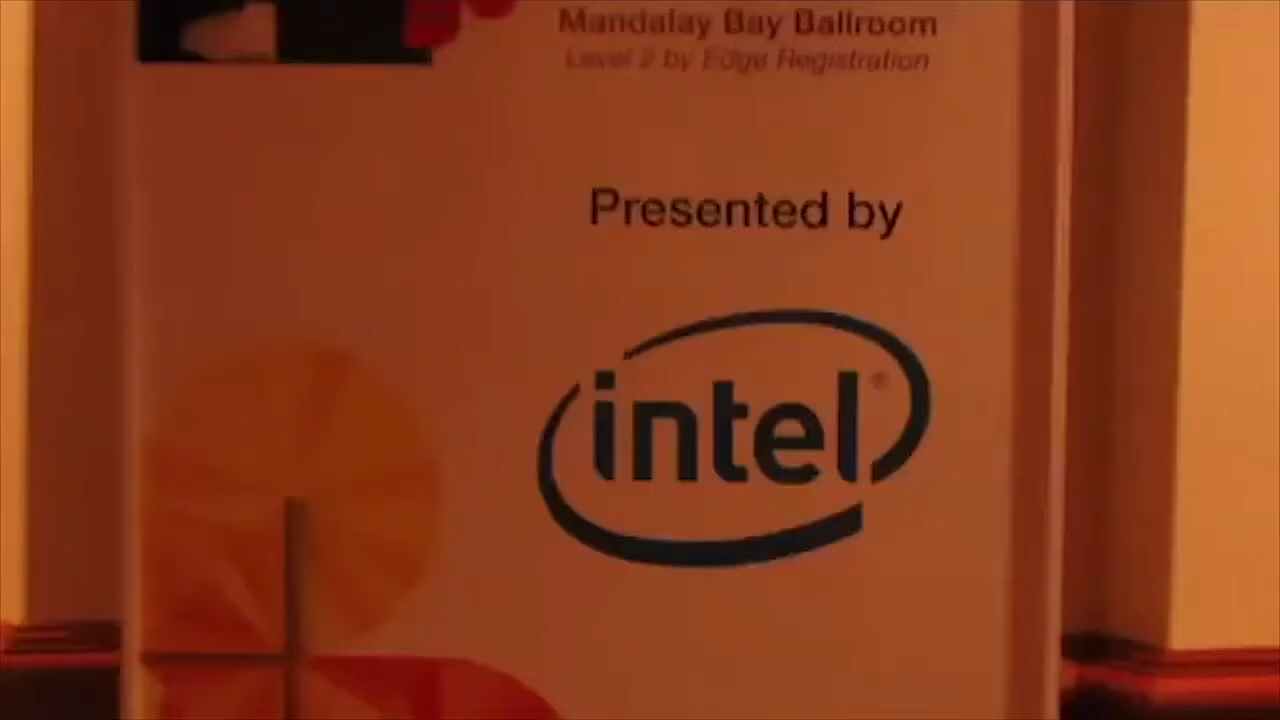 Mandalay Bay Ballroom
Level 2 by Edge Registration
Presented by
intel®